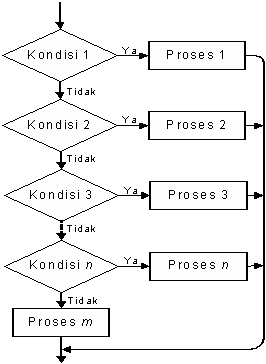 Kondisi 1 Ya Proses 1
Tidak
Kondisi 2 Ya Proses 2
Tidak
Kondisi 3 Ya Proses 3
Tidak
Kondisi n Ya Proses n
Tidak
Proses m